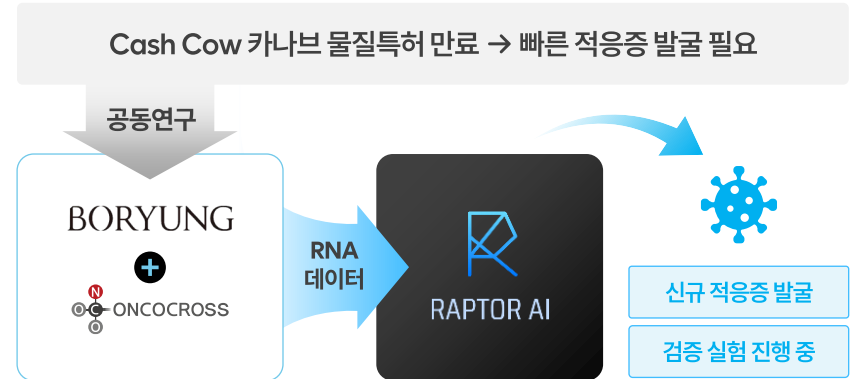 Cash Cow 카나브 물질특허 만료 → 빠른 적응증 발굴 필요
공동연구
BORYUNG
+
N
O C ONCOCROSS
O
RNA
데이터
RAPTOR AI
신규 적응증 발굴
검증 실험 진행 중